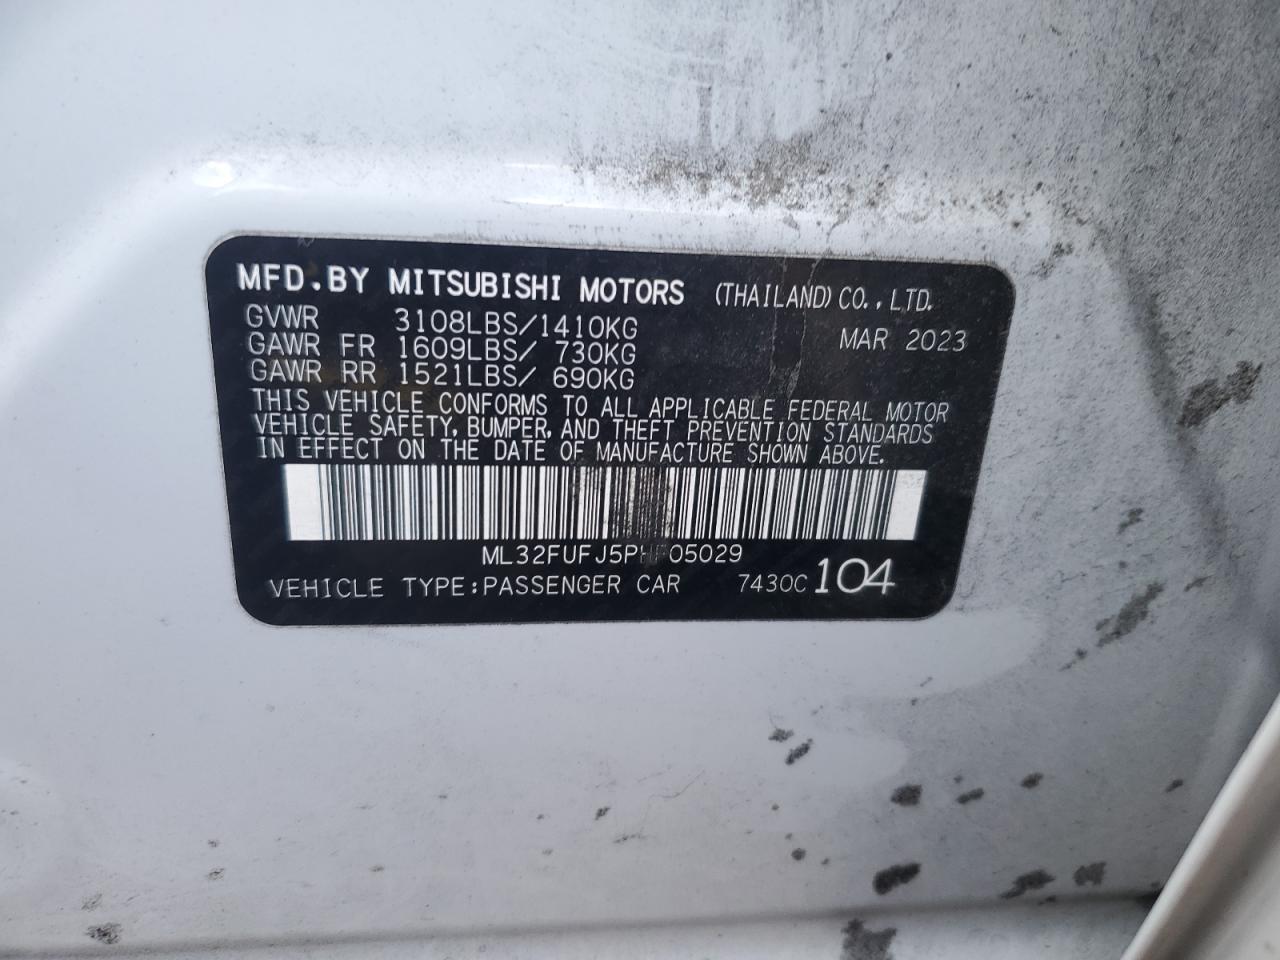 MFD.BY MITSUBISHI MOTORS (THAILAND) CO., LTD.
GVWR 3108LBS/1410KG MAR 2023
GAWR FR 1609LBS/ 730KG
GAWR RR 1521LBS/ 690KG
THIS VEHICLE CONFORMS TO ALL APPLICABLE FEDERAL MOTOR
VEHICLE SAFETY, BUMPER, AND THEFT PREVENTION STANDARDS
IN EFFECT ON THE DATE OF MANUFACTURE SHOWN ABOVE.
ML32FUFJ5PHF05029
VEHICLE TYPE:PASSENGER CAR 7430C 104